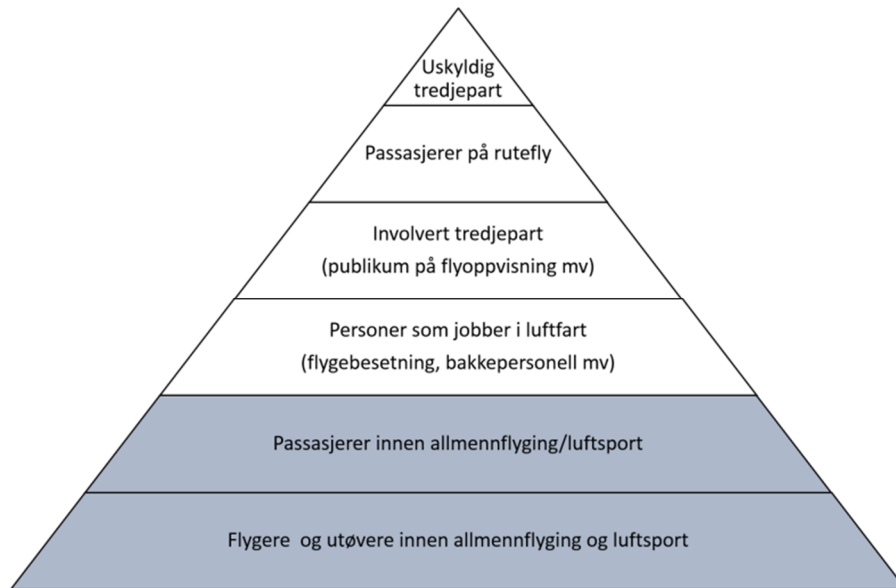 Uskyldig
tredjepart
Passasjerer på rutefly
Involvert tredjepart
(publikum på flyoppvisning mv)
Personer som jobber i luftfart
(flygebesetning, bakkepersonell mv)
Passasjerer innen allmennflyging/luftsport
Flygere  og utøvere innen allmennflyging og luftsport